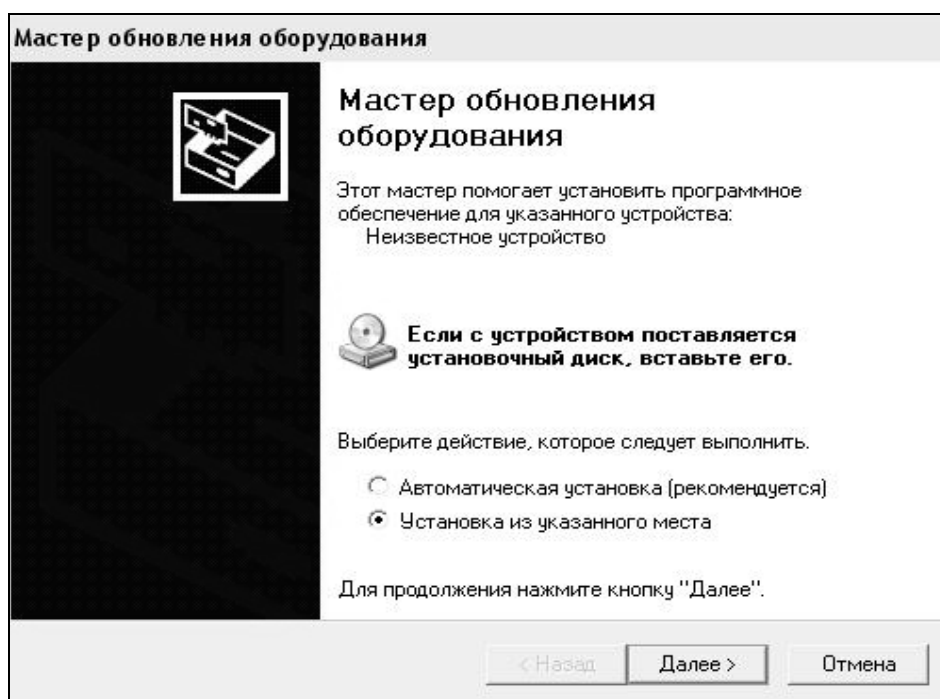 Мастер обновления оборудования
Мастер обновления
оборудования
Этот мастер помогает установить программное
обеспечение для указанного устройства:
Неизвестное устройство
Если с устройством поставляется
установочный диск, вставьте его.
Выберите действие, которое следует выполнить.
Автоматическая установка (рекомендуется)
Установка из указанного места
Для продолжения нажмите кнопку "Далее".
< Назад Далее > Отмена